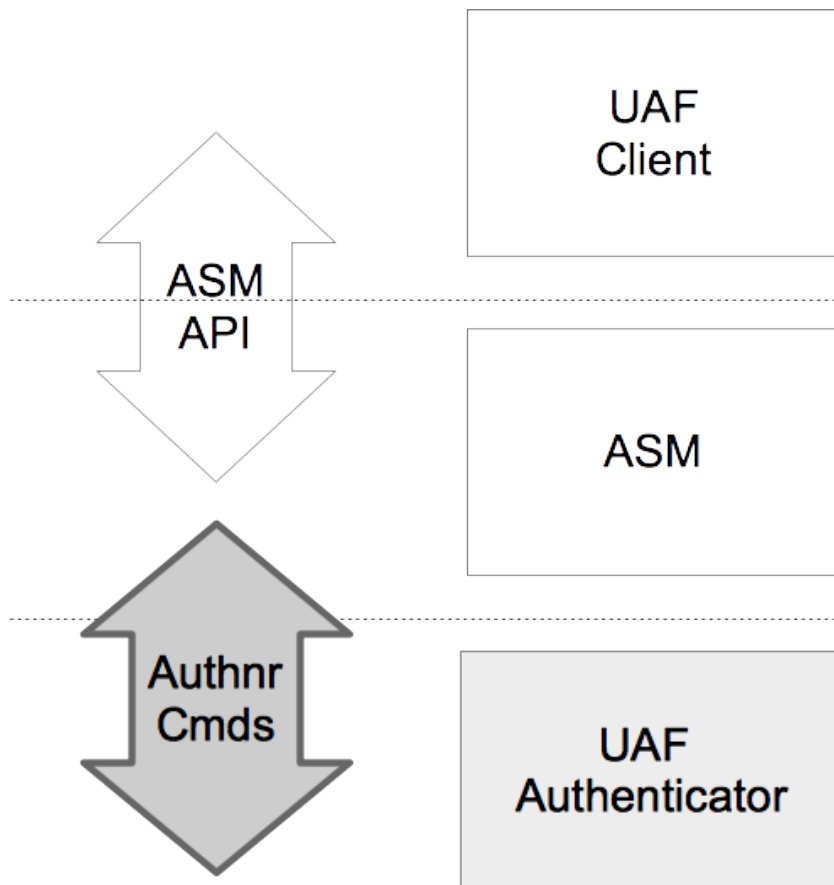 UAF
Client
ASM
API
ASM
Authnr
Cmds
UAF
Authenticator